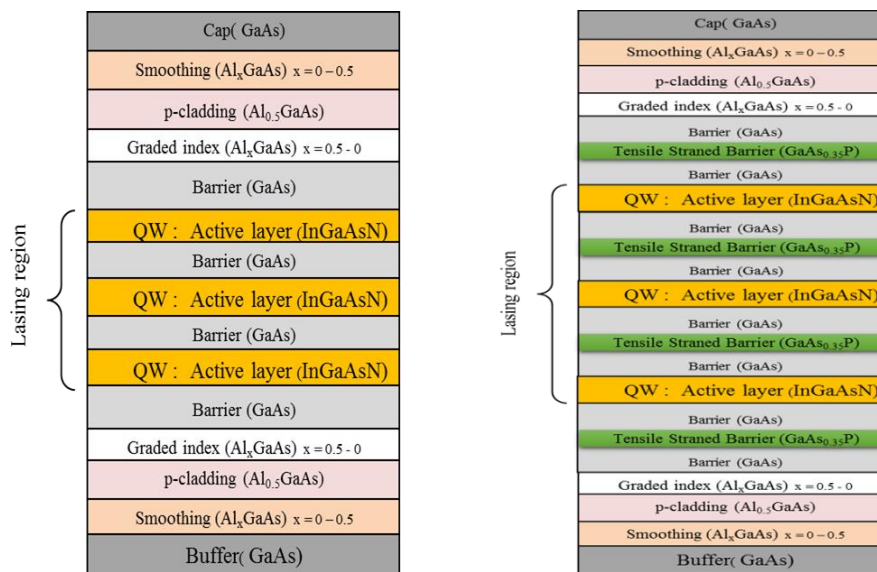 Cap( GaAs)
Smoothing (AlxGaAs) x = 0 – 0.5
p-cladding (Al0.5GaAs)
Graded index (AlxGaAs) x = 0.5 - 0
Barrier (GaAs)
QW : Active layer (InGaAsN)
Barrier (GaAs)
QW : Active layer (InGaAsN)
Barrier (GaAs)
QW : Active layer (InGaAsN)
Barrier (GaAs)
Graded index (AlxGaAs) x = 0.5 - 0
p-cladding (Al0.5GaAs)
Smoothing (AlxGaAs) x = 0 – 0.5
Buffer( GaAs)
Lasing region
Cap( GaAs)
Smoothing (AlxGaAs) x = 0 – 0.5
p-cladding (Al0.5GaAs)
Graded index (AlxGaAs) x = 0.5 - 0
Barrier (GaAs)
Tensile Straned Barrier (GaAs0.35P)
Barrier (GaAs)
QW : Active layer (InGaAsN)
Barrier (GaAs)
Tensile Straned Barrier (GaAs0.35P)
Barrier (GaAs)
QW : Active layer (InGaAsN)
Barrier (GaAs)
Tensile Straned Barrier (GaAs0.35P)
Barrier (GaAs)
QW : Active layer (InGaAsN)
Barrier (GaAs)
Tensile Straned Barrier (GaAs0.35P)
Barrier (GaAs)
Graded index (AlxGaAs) x = 0.5 - 0
p-cladding (Al0.5GaAs)
Smoothing (AlxGaAs) x = 0 – 0.5
Buffer( GaAs)
Lasing region